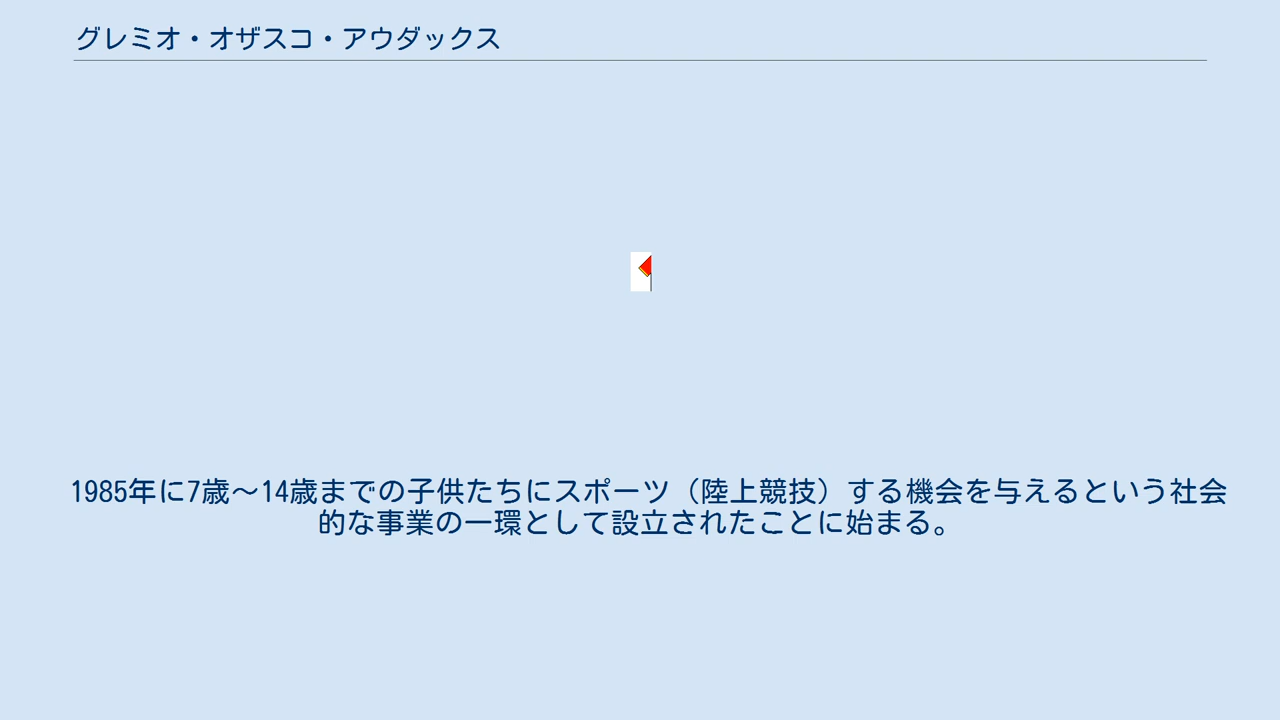 グレミオ・オザスコ・アウダックス
1985年に7歳～14歳までの子供たちにスポーツ（陸上競技）する機会を与えるという社会
的な事業の一環として設立されたことに始まる。